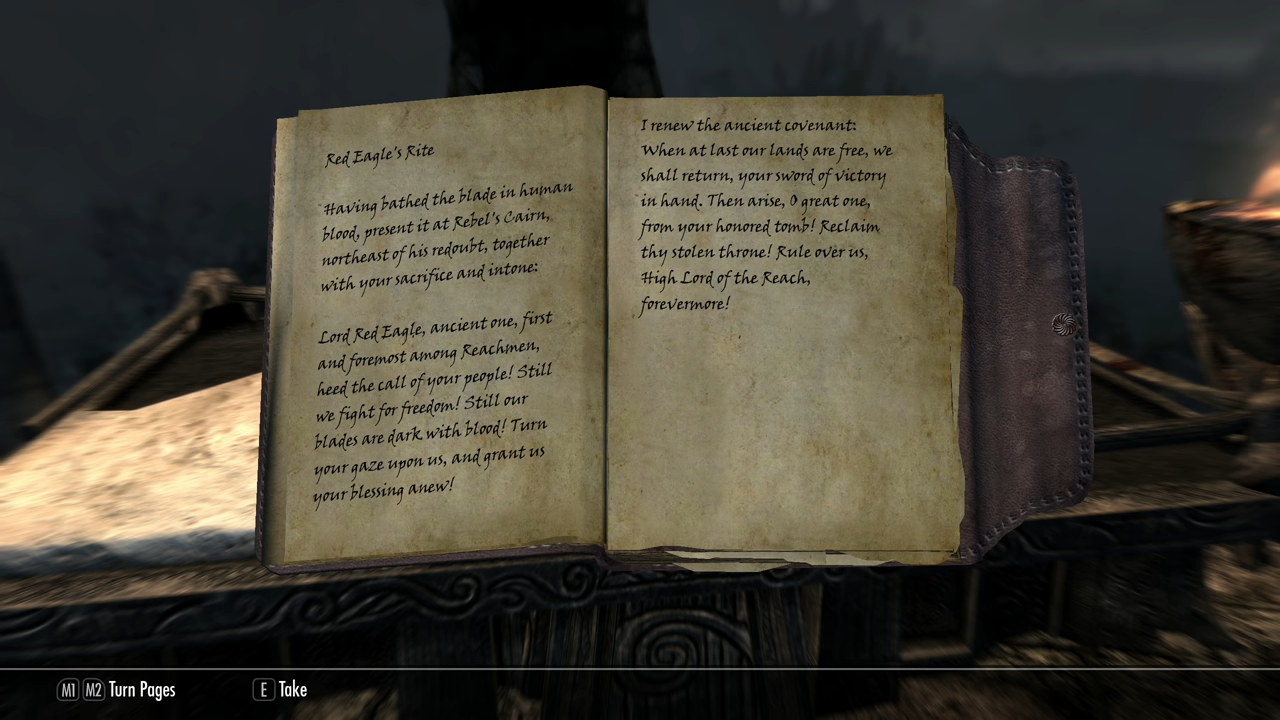 Red Eagle's Rite
Having bathed the blade in human
blood, present it at Rebel's Cairn,
northeast of his redoubt, together
with your sacrifice and intone:
Lord Red Eagle, ancient one, first
and foremost among Reachmen,
heed the call of your people! Still
we fight for freedom! Still our
blades are dark with blood! Turn
your gaze upon us, and grant us
your blessing anew!
I renew the ancient covenant:
When at last our lands are free, we
shall return, your sword of victory
in hand. Then arise, O great one,
from your honored tomb! Reclaim
thy stolen throne! Rule over us,
High Lord of the Reach,
forevermore!
M1 M2 Turn Pages
E Take